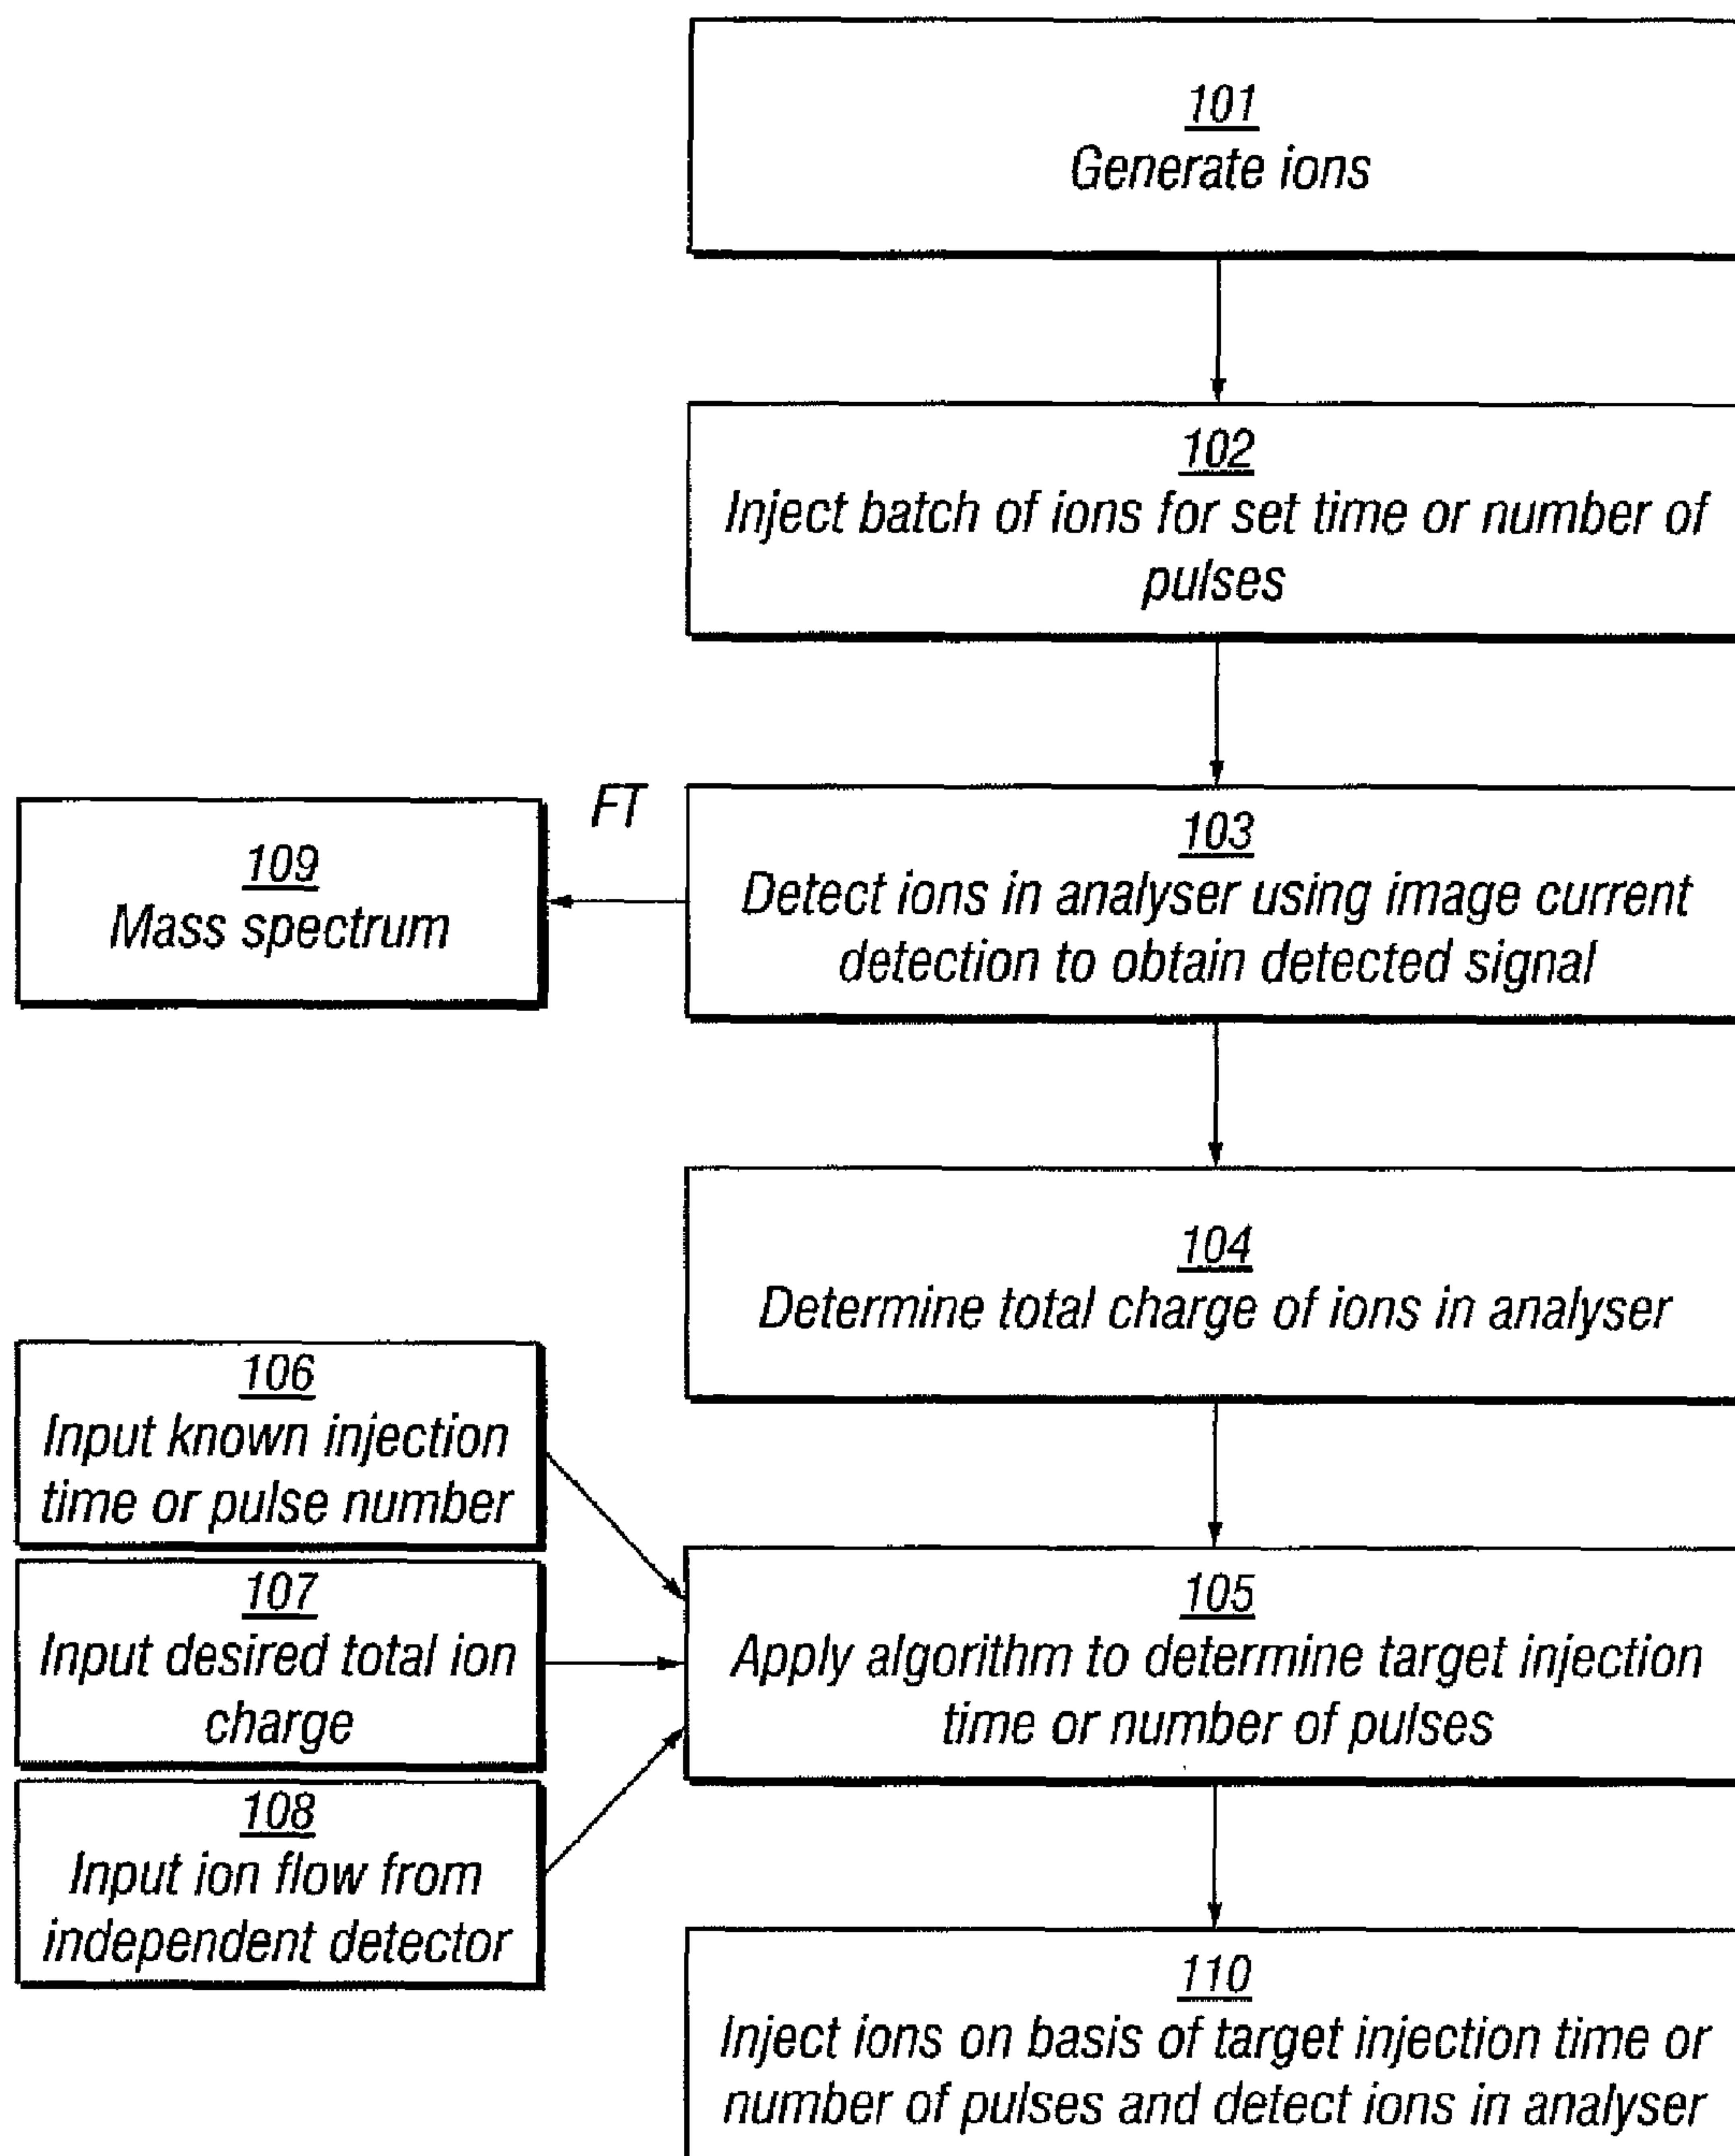 101
Generate ions
102
Inject batch of ions for set time or number of
pulses
FT
109
Mass spectrum
103
Detect ions in analyser using image current
detection to obtain detected signal
104
Determine total charge of ions in analyser
106
Input known injection
time or pulse number
107
Input desired total ion
charge
108
Input ion flow from
independent detector
105
Apply algorithm to determine target injection
time or number of pulses
110
Inject ions on basis of target injection time or
number of pulses and detect ions in analyser